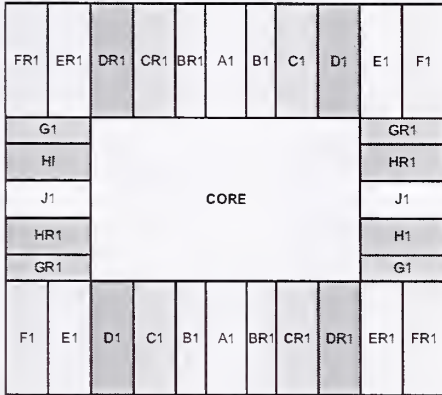 FR1 ER1 DR1 CR1 BR1 A1 B1 C1 D1 E1 F1
G1 GR1
HI HR1
J1 CORE J1
HR1 H1
GR1 G1
F1 E1 D1 C1 B1 A1 BR1 CR1 DR1 ER1 FR1